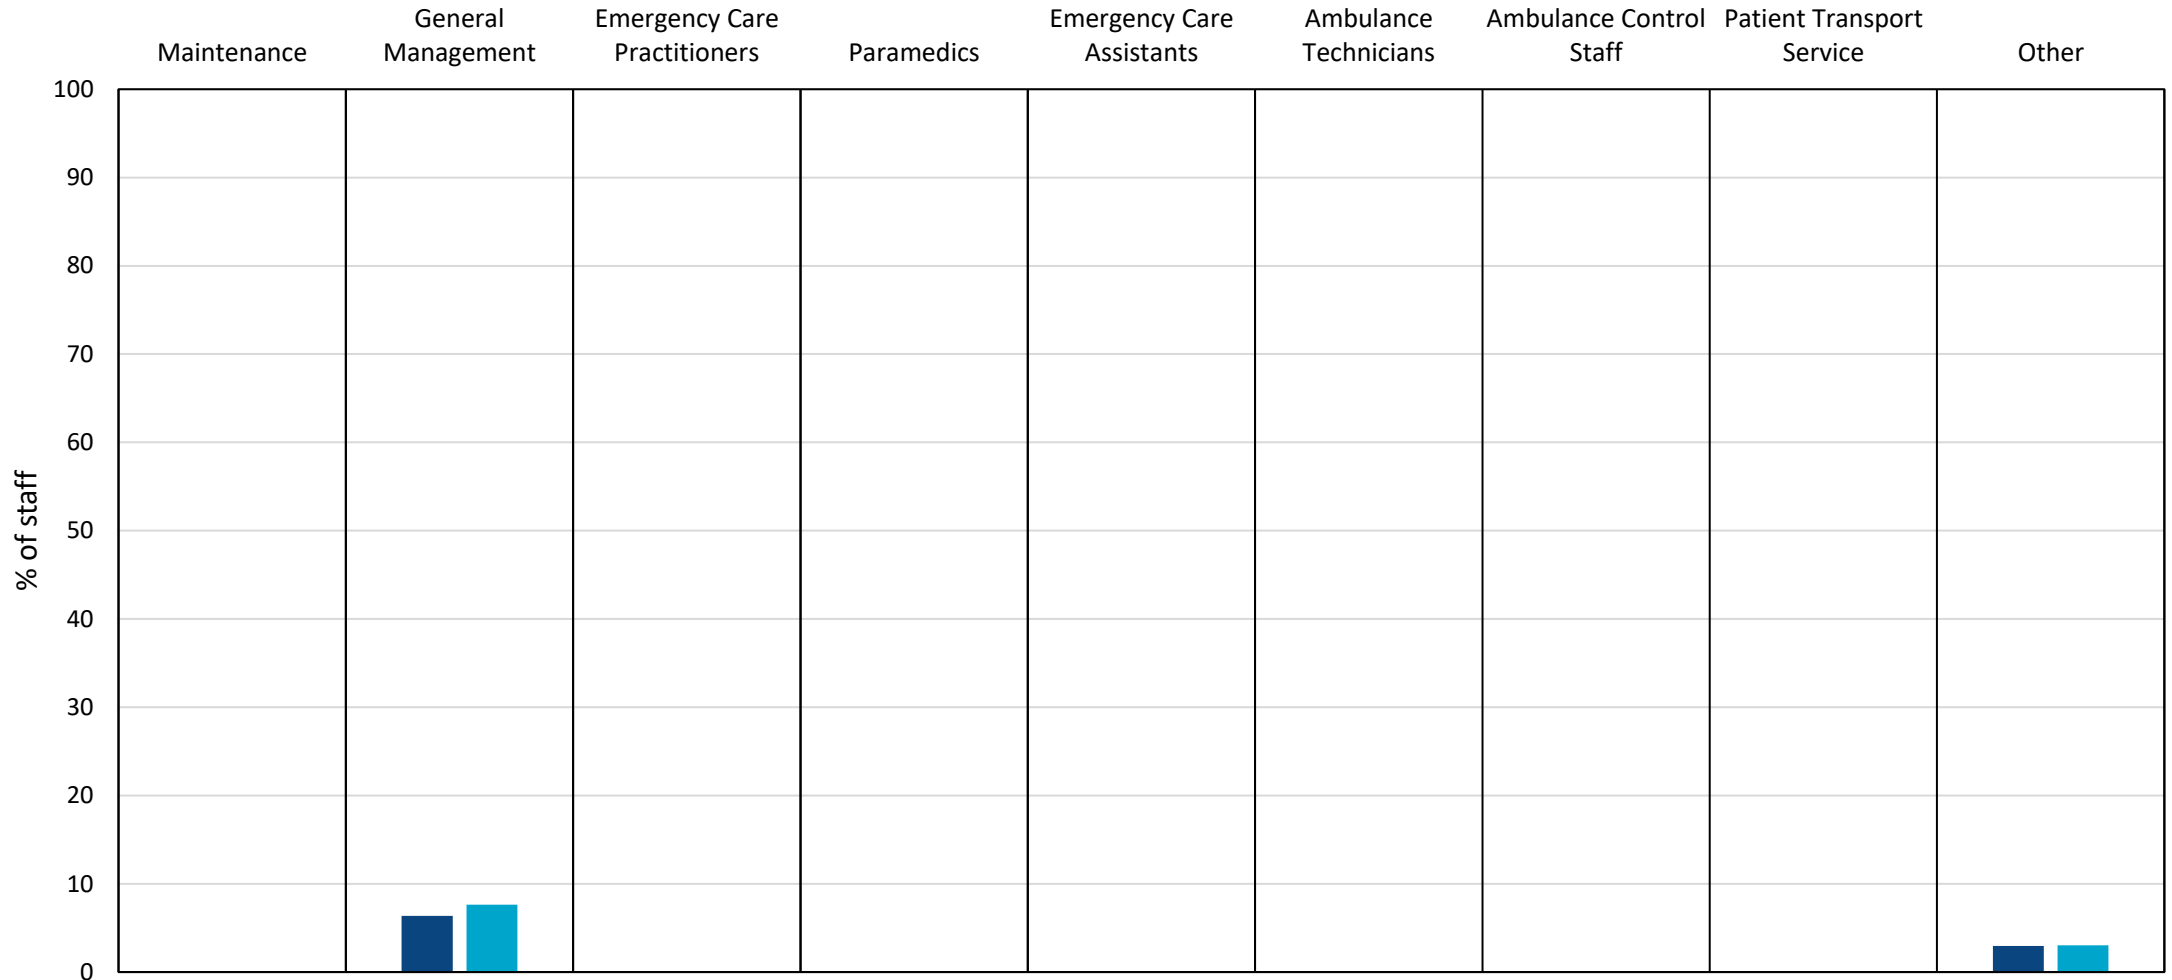 Maintenance
General
Management
Emergency Care
Practitioners
Paramedics
Emergency Care
Assistants
Ambulance
Technicians
Ambulance Control
Staff
Patient Transport
Service
Other
100
90
80
70
60
50
40
30
20
10
0
% of staff